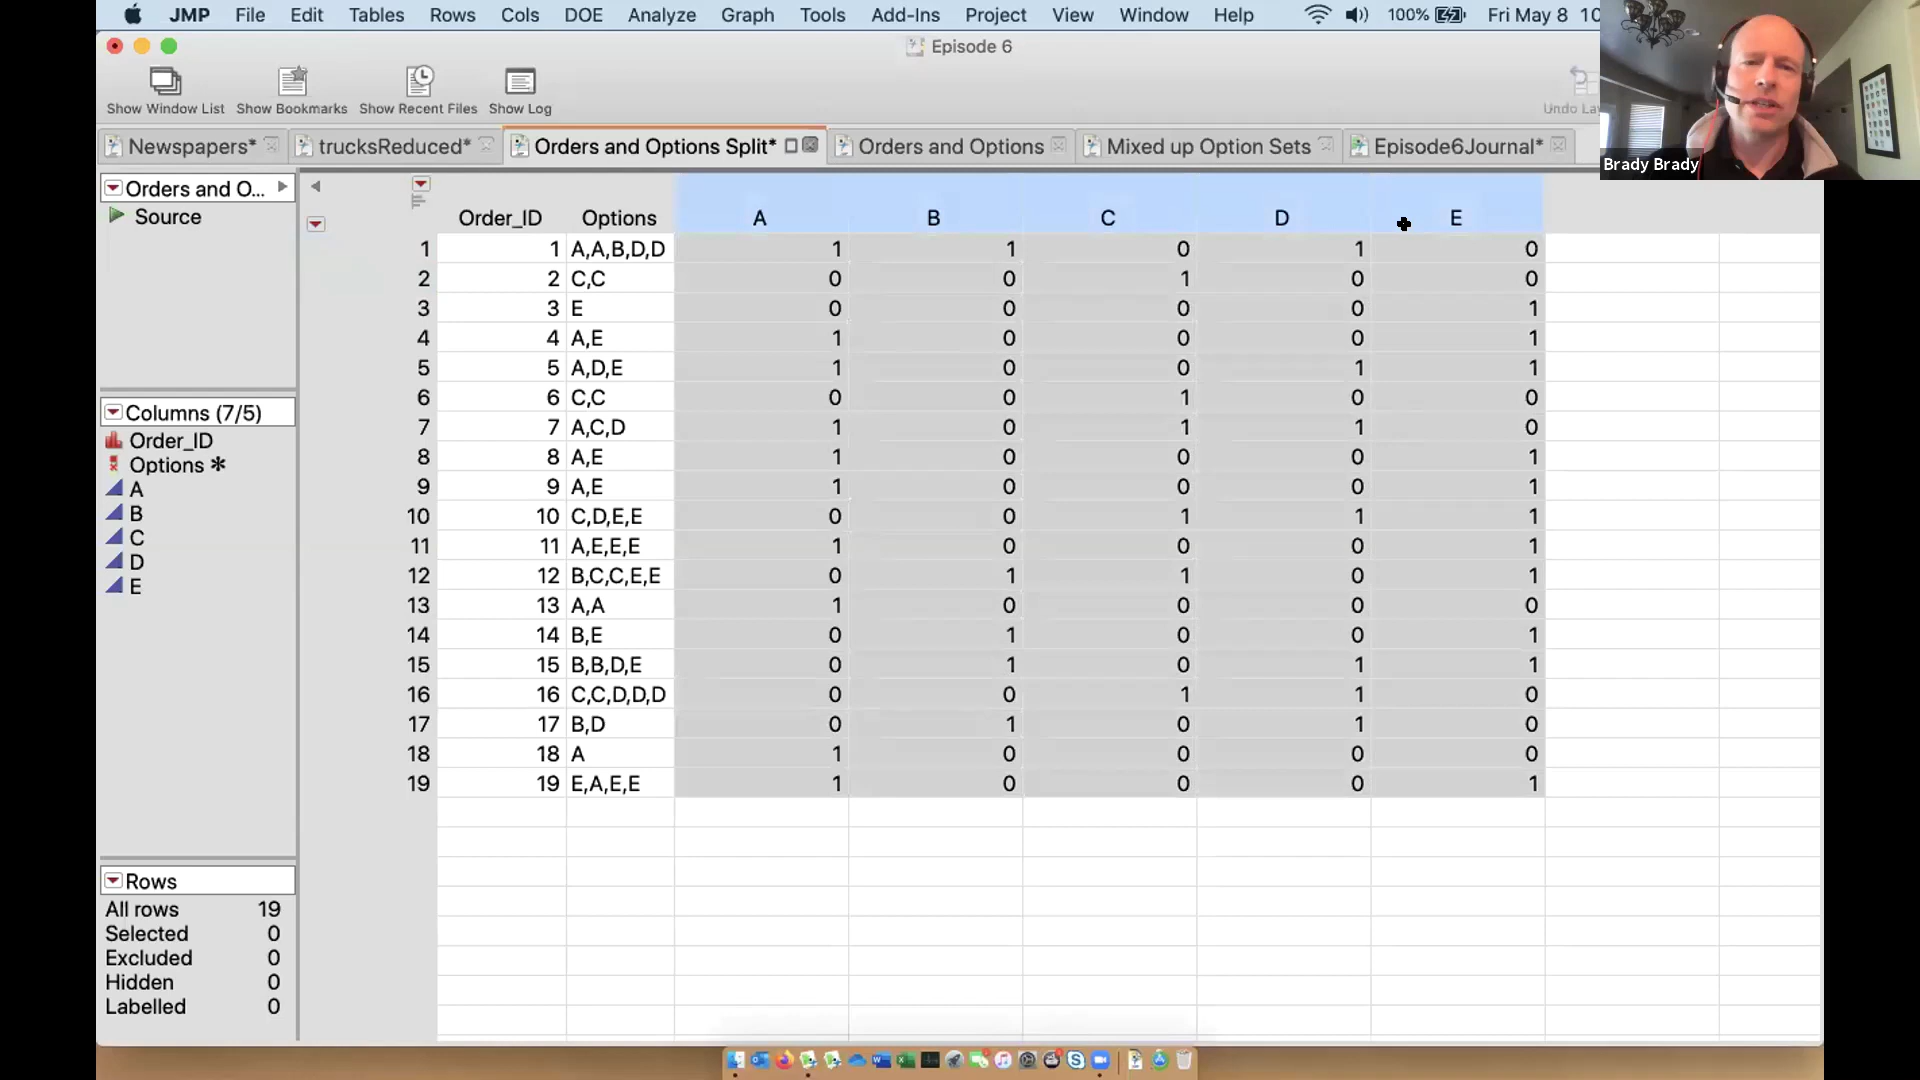 JMP File Edit Tables Rows Cols DOE Analyze Graph Tools Add-Ins Project View Window Help 100% Fri May 8 10
Episode 6
Show Window List Show Bookmarks Show Recent Files Show Log Undo La
Newspapers* trucksReduced* Orders and Options Split* Orders and Options Mixed up Option Sets Episode6Journal*
Brady Brady
Orders and O...
Source
Columns (7/5)
Order_ID
Options *
A
B
C
D
E
Rows
All rows 19
Selected 0
Excluded 0
Hidden 0
Labelled 0
Order_ID Options A B C D E
1 1 A,A,B,D,D 1 1 0 1 0
2 2 C,C 0 0 1 0 0
3 3 E 0 0 0 0 1
4 4 A,E 1 0 0 0 1
5 5 A,D,E 1 0 0 1 1
6 6 C,C 0 0 1 0 0
7 7 A,C,D 1 0 1 1 0
8 8 A,E 1 0 0 0 1
9 9 A,E 1 0 0 0 1
10 10 C,D,E,E 0 0 1 1 1
11 11 A,E,E,E 1 0 0 0 1
12 12 B,C,C,E,E 0 1 1 0 1
13 13 A,A 1 0 0 0 0
14 14 B,E 0 1 0 0 1
15 15 B,B,D,E 0 1 0 1 1
16 16 C,C,D,D,D 0 0 1 1 0
17 17 B,D 0 1 0 1 0
18 18 A 1 0 0 0 0
19 19 E,A,E,E 1 0 0 0 1